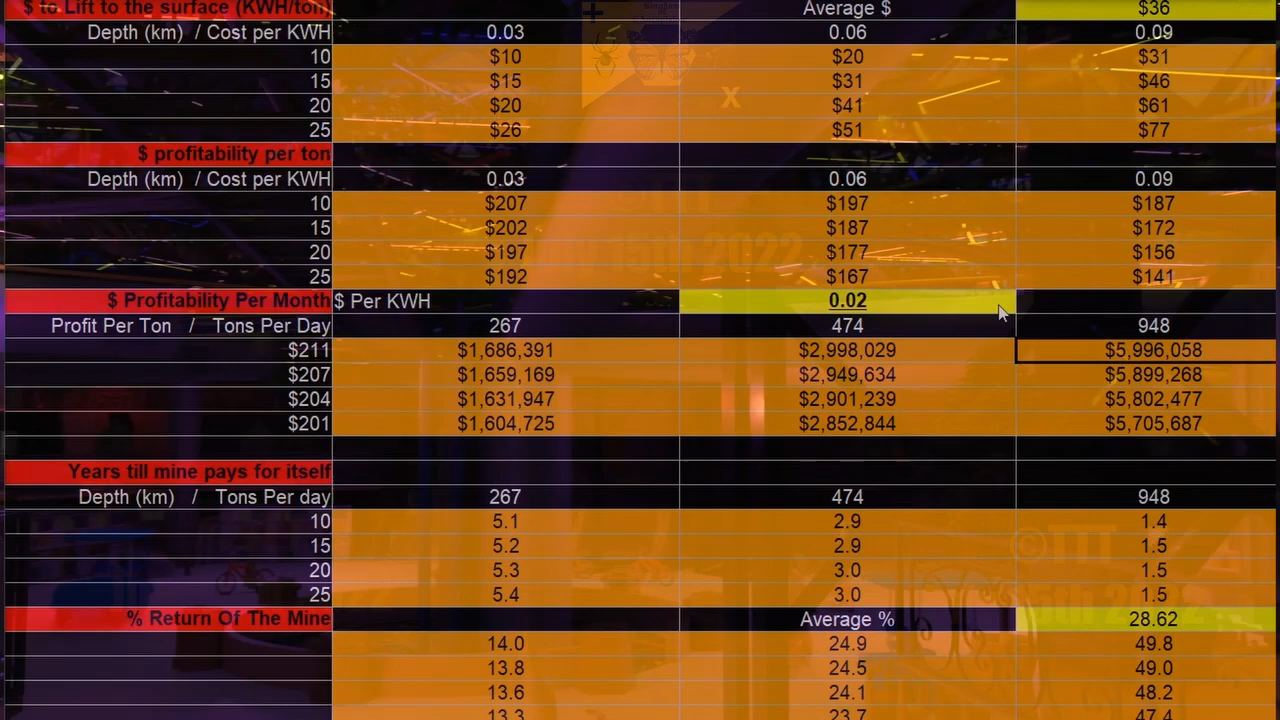 $ to Lift to the surface (KWH/ton) Average $ $36
Depth (km) / Cost per KWH 0.03 0.06 0.09
10 $10 $20 $31
15 $15 $31 $46
20 $20 $41 $61
25 $26 $51 $77
$ profitability per ton
Depth (km) / Cost per KWH 0.03 0.06 0.09
10 $207 $197 $187
15 $202 $187 $172
20 $197 $177 $156
25 $192 $167 $141
$ Profitability Per Month $ Per KWH 0.02
Profit Per Ton / Tons Per Day 267 474 948
$211 $1,686,391 $2,998,029 $5,996,058
$207 $1,659,169 $2,949,634 $5,899,268
$204 $1,631,947 $2,901,239 $5,802,477
$201 $1,604,725 $2,852,844 $5,705,687
Years till mine pays for itself
Depth (km) / Tons Per day 267 474 948
10 5.1 2.9 1.4
15 5.2 2.9 1.5
20 5.3 3.0 1.5
25 5.4 3.0 1.5
% Return Of The Mine Average % 28.62
14.0 24.9 49.8
13.8 24.5 49.0
13.6 24.1 48.2
13.3 23.7 47.4